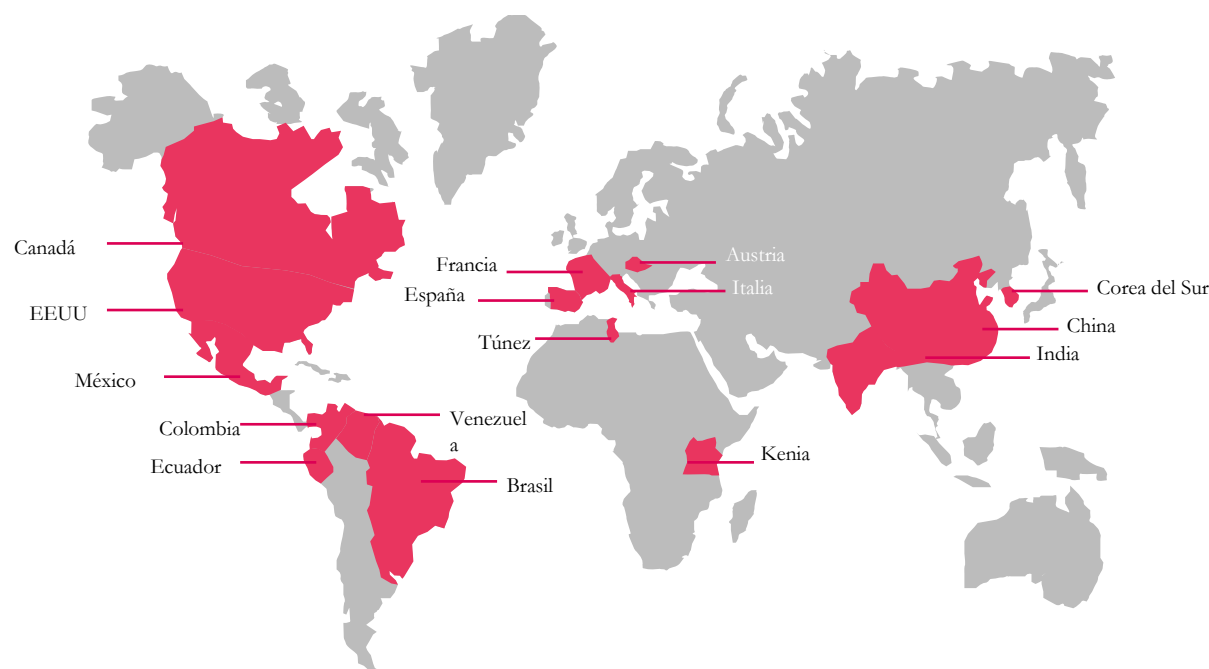 Canadá
EEUU
México
Colombia
Ecuador
Venezuel
a
Brasil
Francia
España
Túnez
Austria
Italia
Kenia
Corea del Sur
China
India